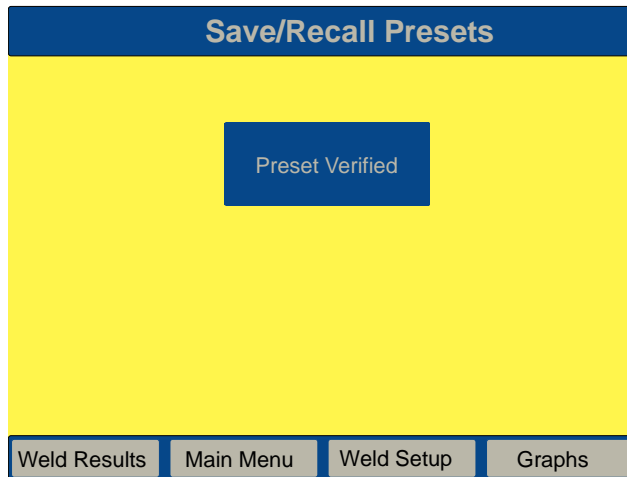 Save/Recall Presets
Preset Verified
Weld Results Main Menu Weld Setup Graphs